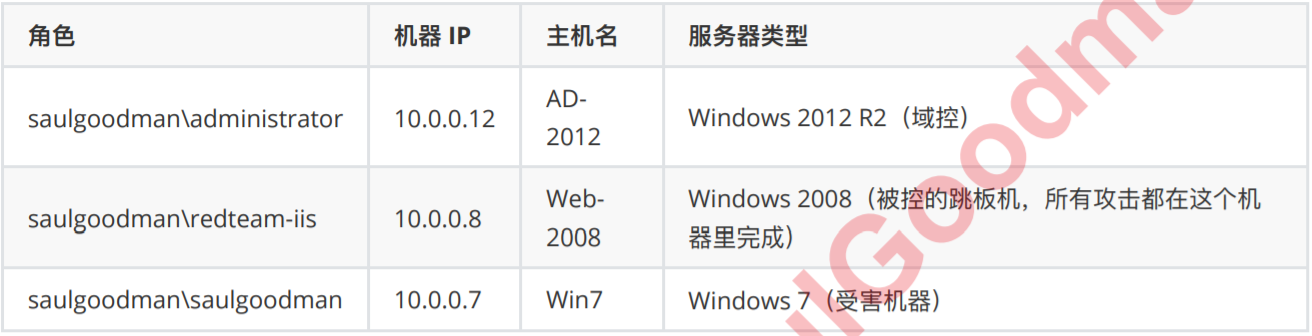 角色 机器 IP 主机名 服务器类型
saulgoodman\administrator 10.0.0.12 AD-
2012 Windows 2012 R2（域控）
saulgoodman\redteam-iis 10.0.0.8 Web-
2008 Windows 2008（被控的跳板机，所有攻击都在这个机
器里完成）
saulgoodman\saulgoodman 10.0.0.7 Win7 Windows 7（受害机器）
ulGoodma